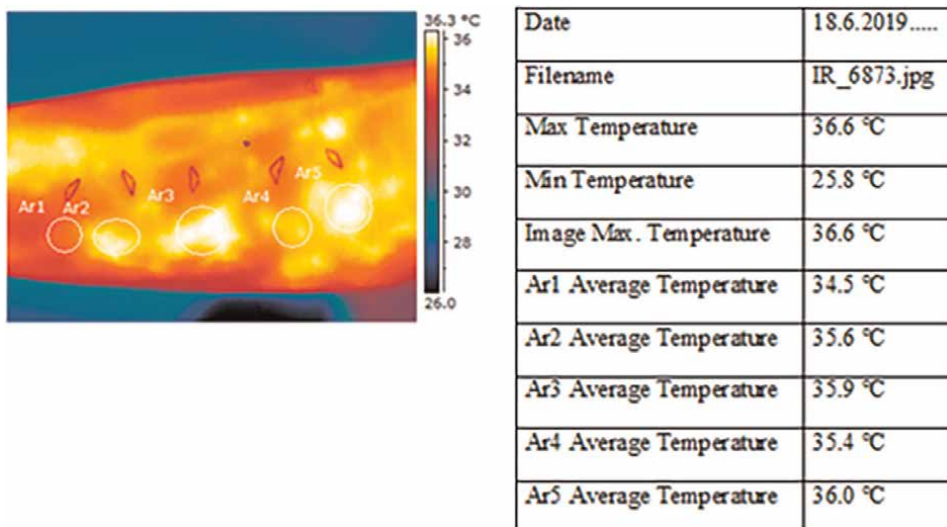 36.3 °C
36
34
32
30
28
26.0
Ar1 Ar2 Ar3 Ar4 Ar5
Date 18.6.2019.....
Filename IR_6873.jpg
Max Temperature 36.6 °C
Min Temperature 25.8 °C
Image Max. Temperature 36.6 °C
Ar1 Average Temperature 34.5 °C
Ar2 Average Temperature 35.6 °C
Ar3 Average Temperature 35.9 °C
Ar4 Average Temperature 35.4 °C
Ar5 Average Temperature 36.0 °C